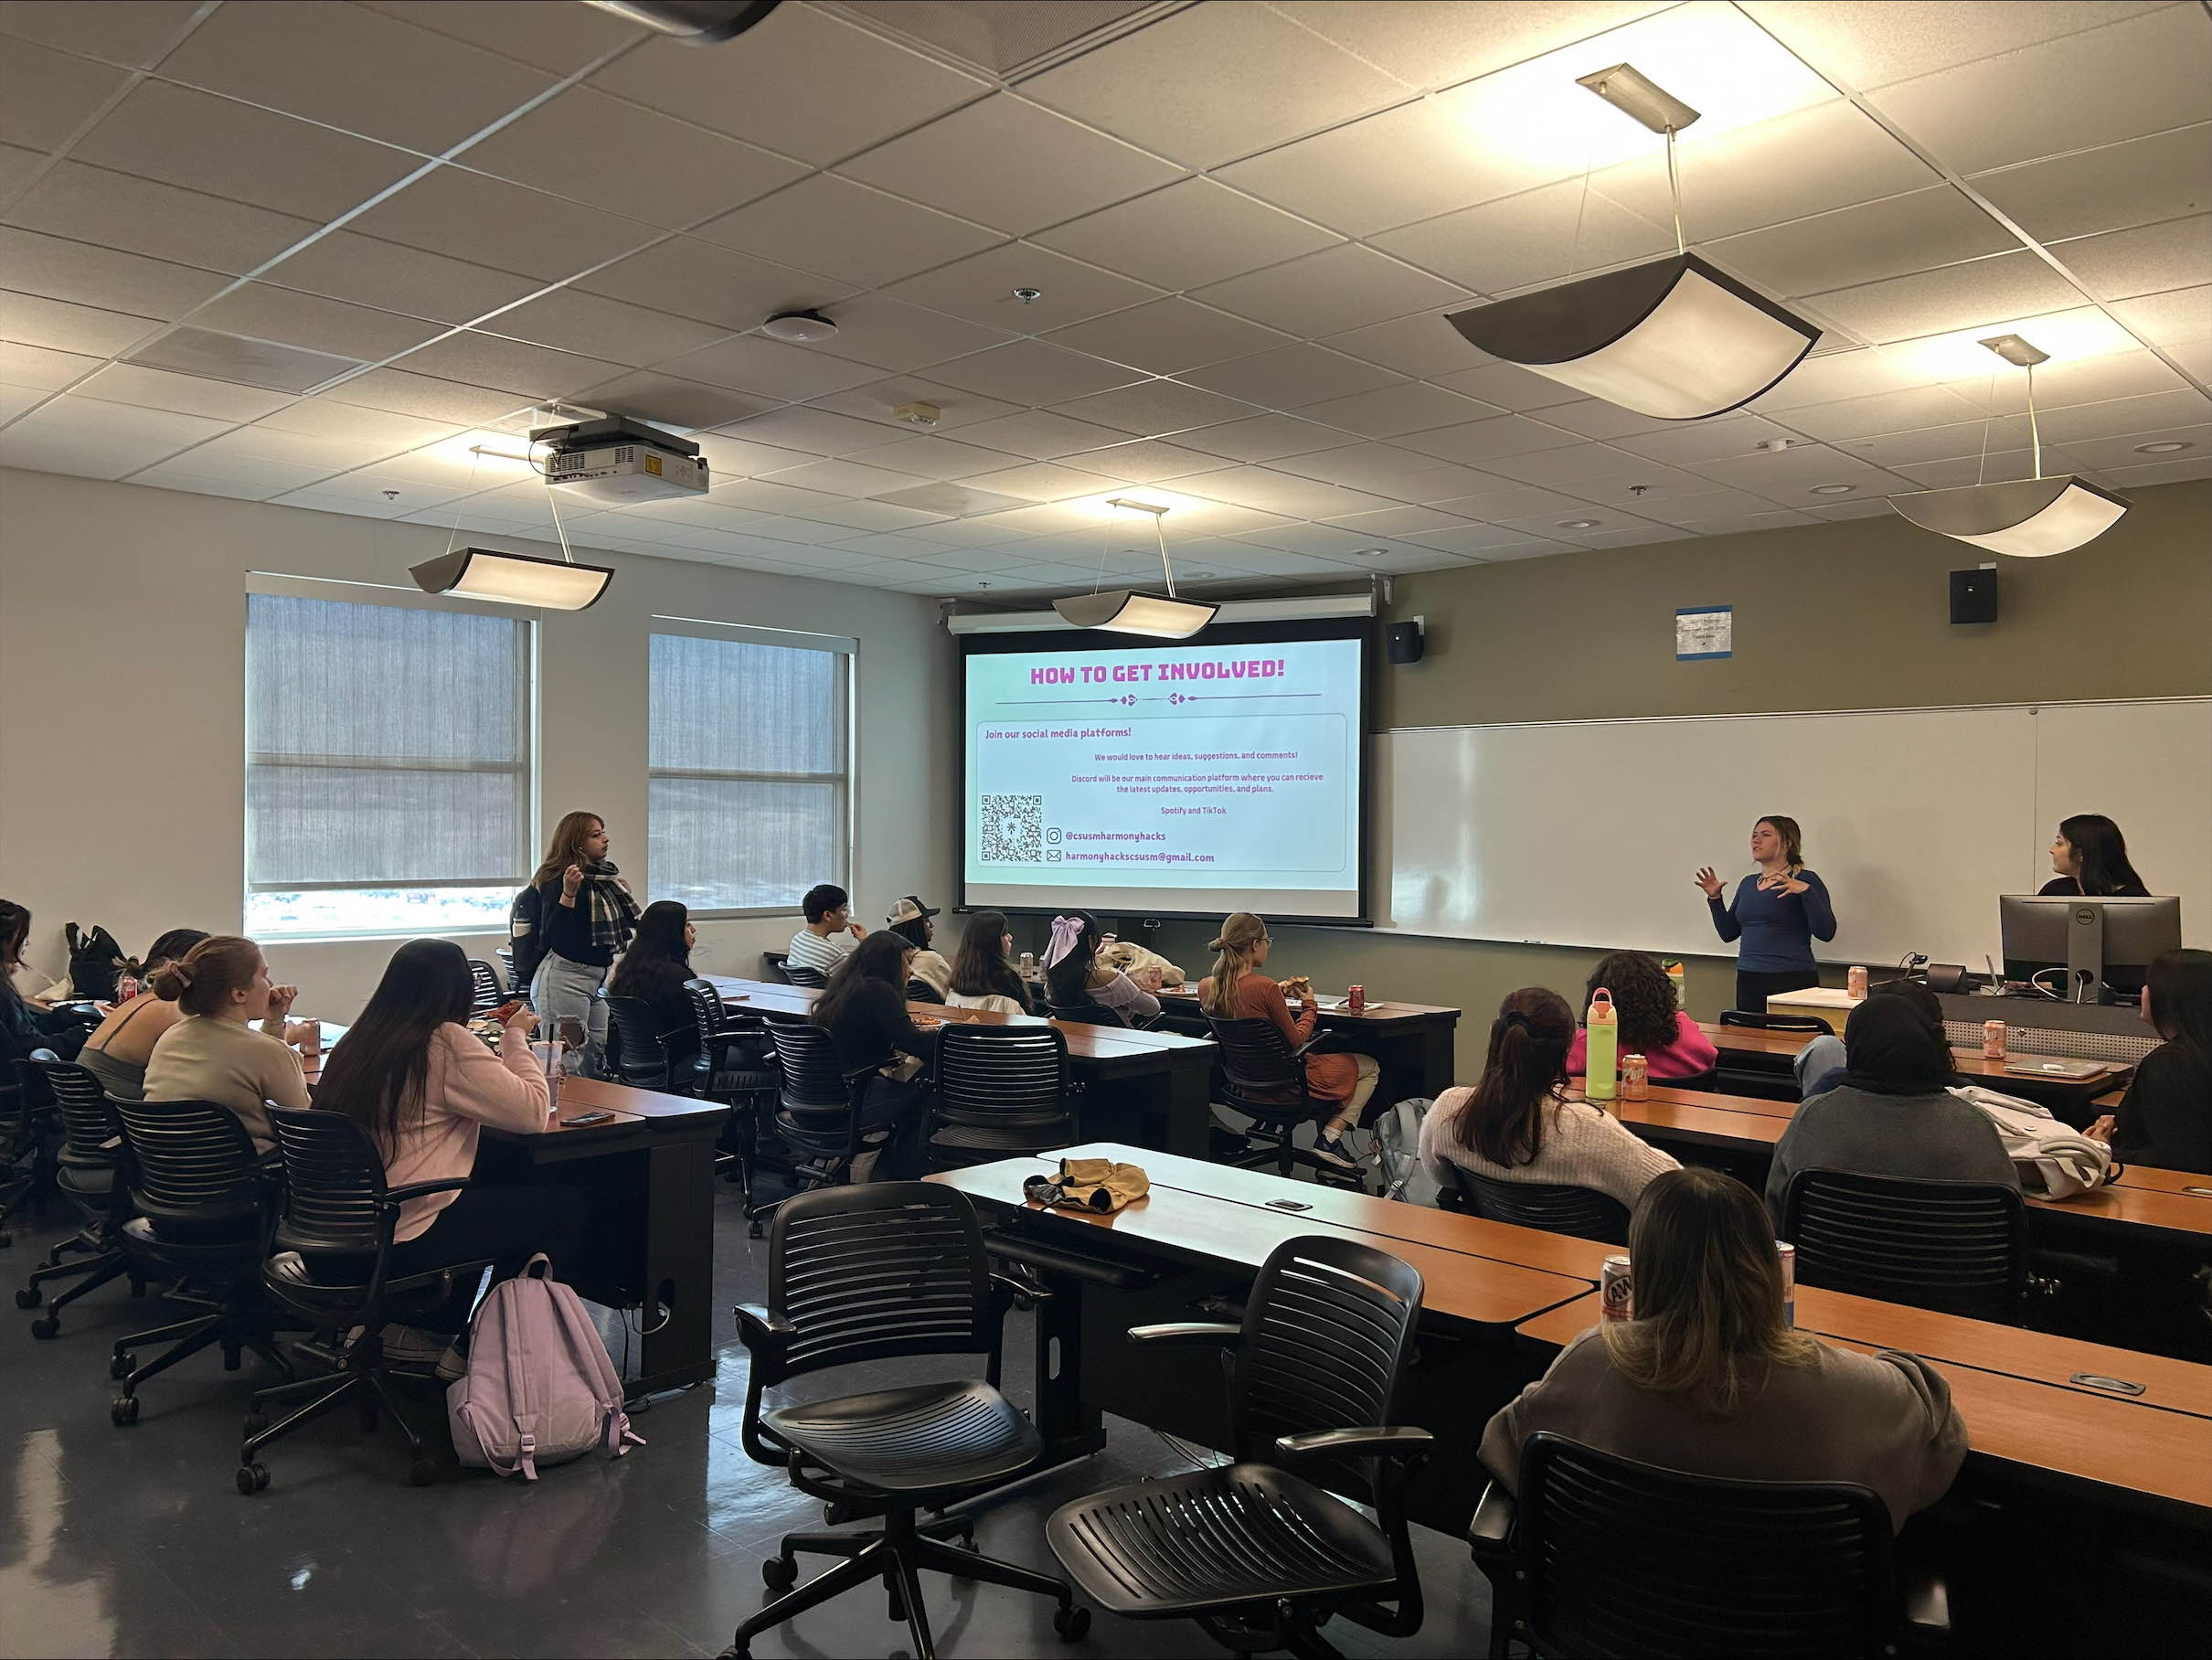 HOW TO GET INVOLVED!
Join our social media platforms!
We would love to hear ideas, suggestions, and comments!
Discord will be our main communication platform where you can recieve
the latest updates, opportunities, and plans.
Spotify and TikTok
@csusmharmonyhacks
harmonyhackscsusm@gmail.com
DELL
A&W